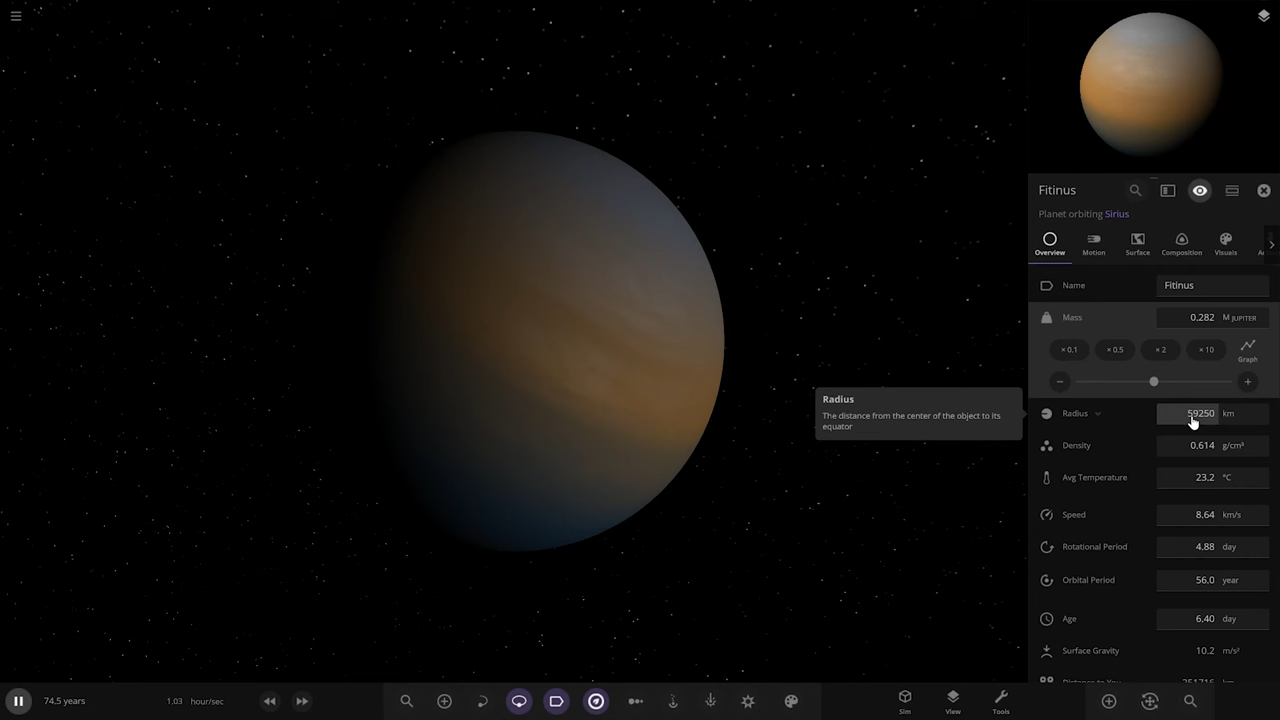 Fitinus
Planet orbiting Sirius
Overview
Motion
Surface
Composition
Visuals
Name
Fitinus
Mass
0.282 M JUPITER
× 0.1
× 0.5
× 2
× 10
Graph
Radius
The distance from the center of the object to its
equator
Radius
59250 km
Density
0.614 g/cm³
Avg Temperature
23.2 °C
Speed
8.64 km/s
Rotational Period
4.88 day
Orbital Period
56.0 year
Age
6.40 day
Surface Gravity
10.2 m/s²
74.5 years
1.03 hour/sec
Sim
View
Tools